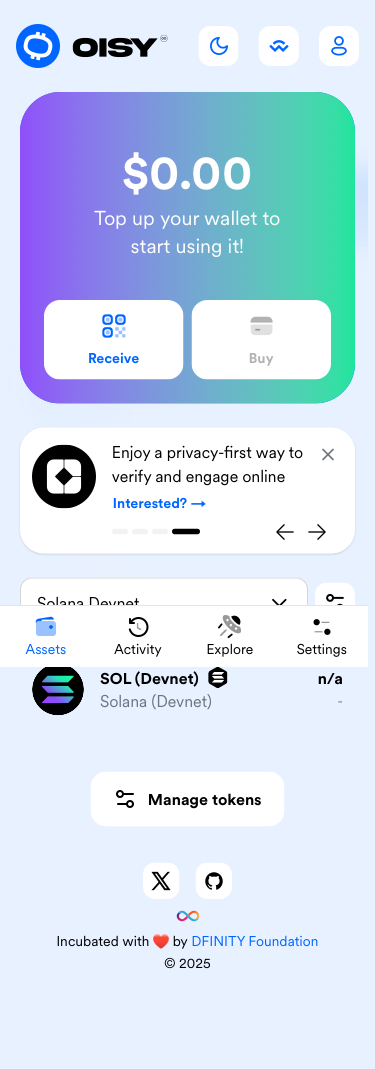 OISY
$0.00
Top up your wallet to
start using it!
Receive
Buy
Enjoy a privacy-first way to
verify and engage online
Interested? →
Solana Devnet
Assets
Activity
Explore
Settings
SOL (Devnet)
n/a
Solana (Devnet)
-
Manage tokens
Incubated with ❤️ by DFINITY Foundation
© 2025